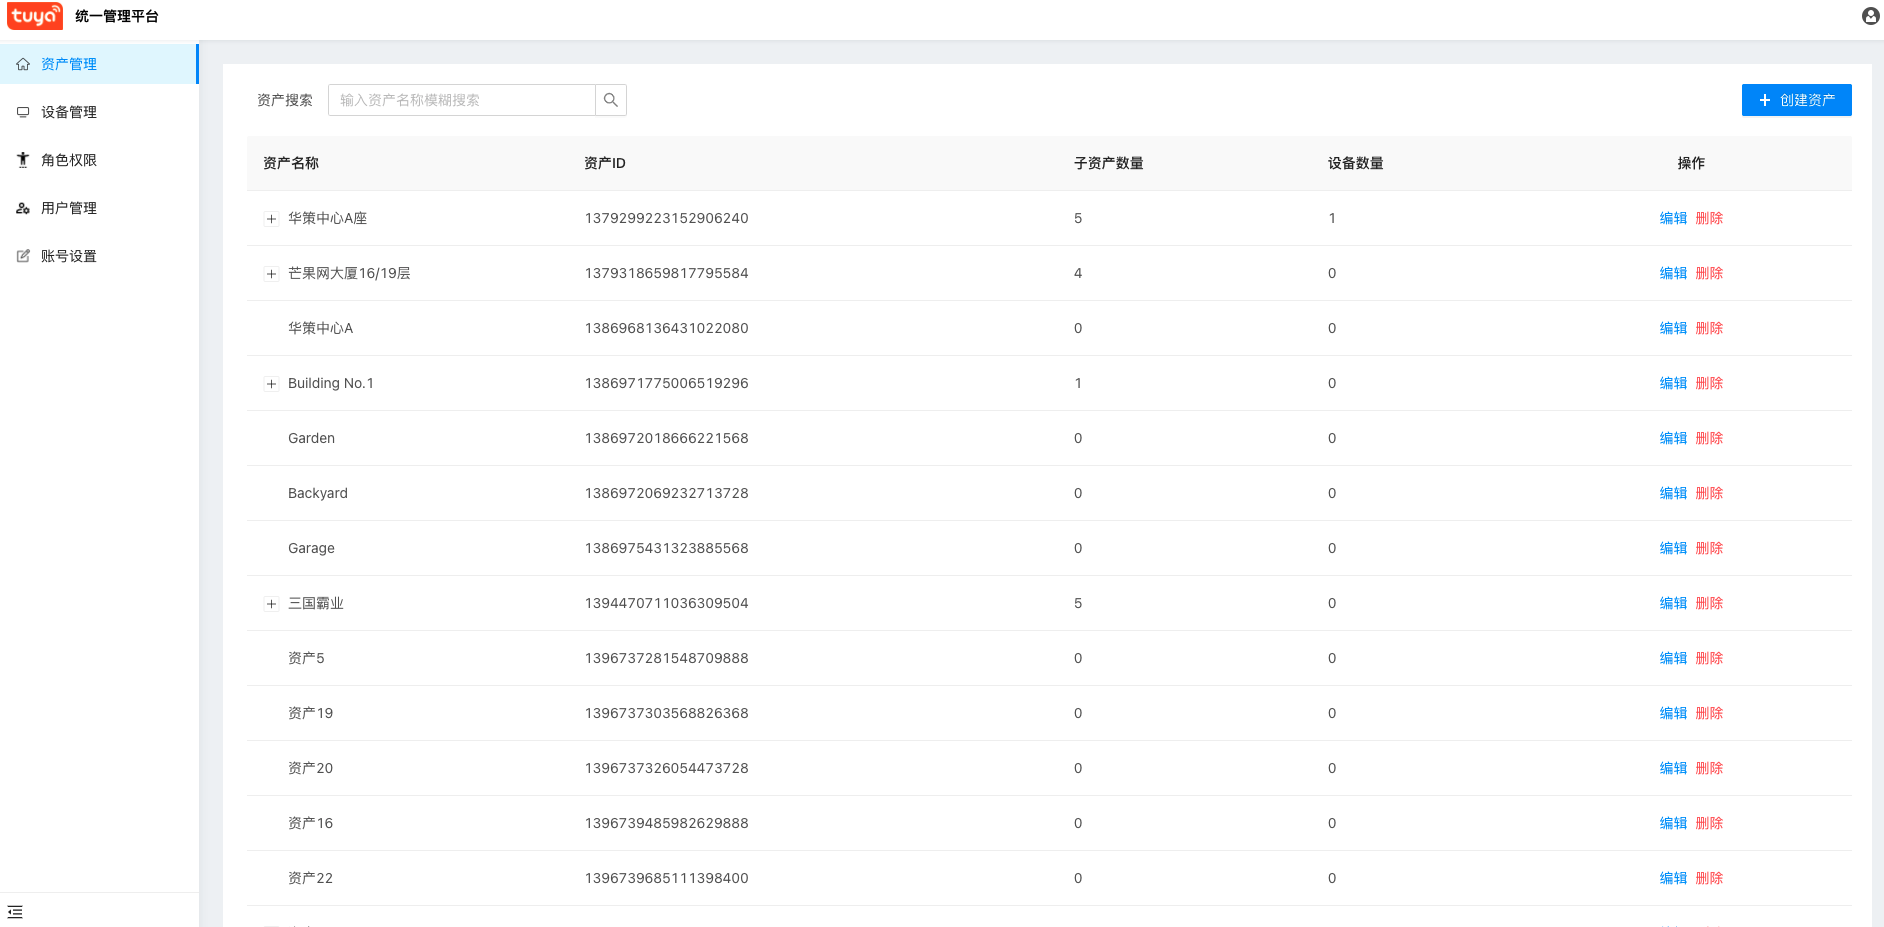 tuya 统一管理平台
资产管理
设备管理
角色权限
用户管理
账号设置
资产搜索 输入资产名称模糊搜索 创建资产
资产名称 资产ID 子资产数量 设备数量 操作
华策中心A座 1379299223152906240 5 1 编辑 删除
芒果网大厦16/19层 1379318659817795584 4 0 编辑 删除
华策中心A 1386968136431022080 0 0 编辑 删除
Building No.1 1386971775006519296 1 0 编辑 删除
Garden 1386972018666221568 0 0 编辑 删除
Backyard 1386972069232713728 0 0 编辑 删除
Garage 1386975431323885568 0 0 编辑 删除
三国霸业 1394470711036309504 5 0 编辑 删除
资产5 1396737281548709888 0 0 编辑 删除
资产19 1396737303568826368 0 0 编辑 删除
资产20 1396737326054473728 0 0 编辑 删除
资产16 1396739485982629888 0 0 编辑 删除
资产22 1396739685111398400 0 0 编辑 删除